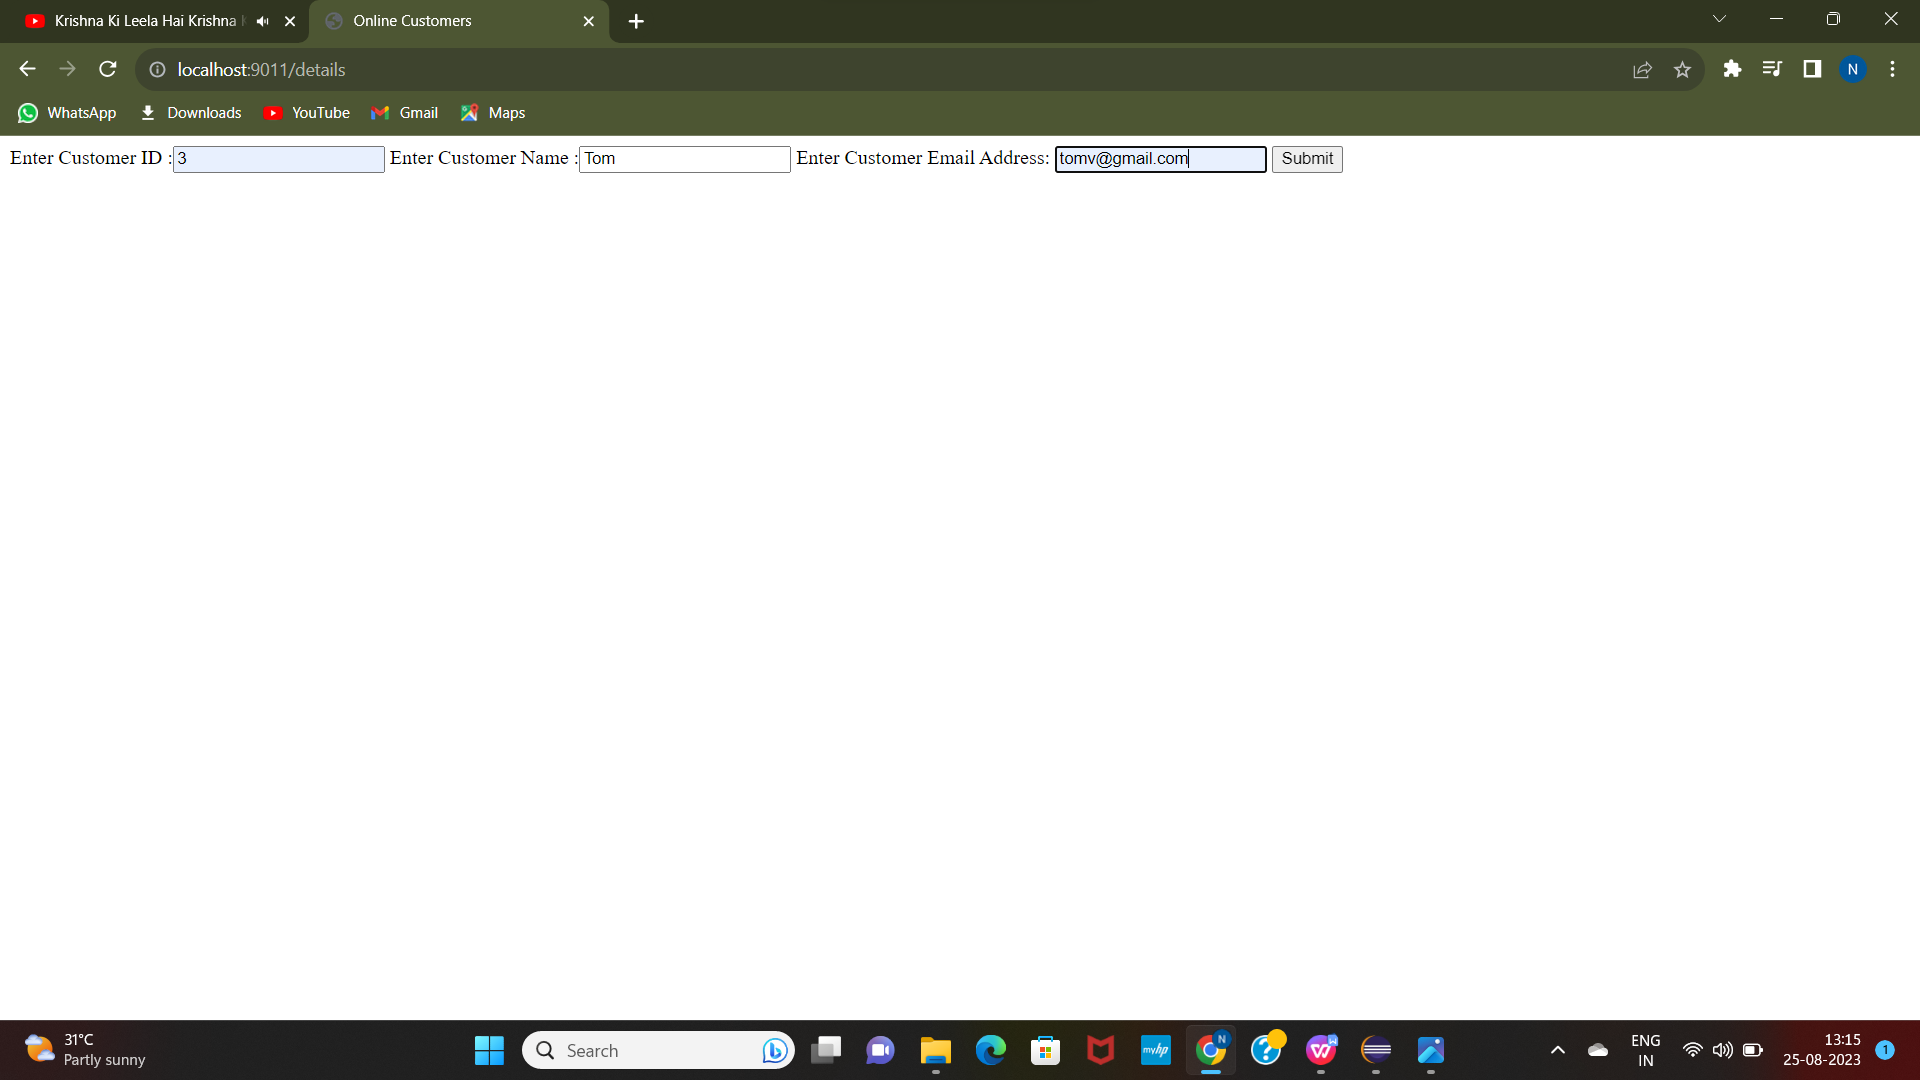 Krishna Ki Leela Hai Krishna
Online Customers
localhost:9011/details
N
WhatsApp
Downloads
YouTube
Gmail
Maps
Enter Customer ID :3 Enter Customer Name :Tom Enter Customer Email Address: tomv@gmail.com Submit
31°C
Partly sunny
Search
myhp
N
W
ENG
IN
13:15
25-08-2023
1